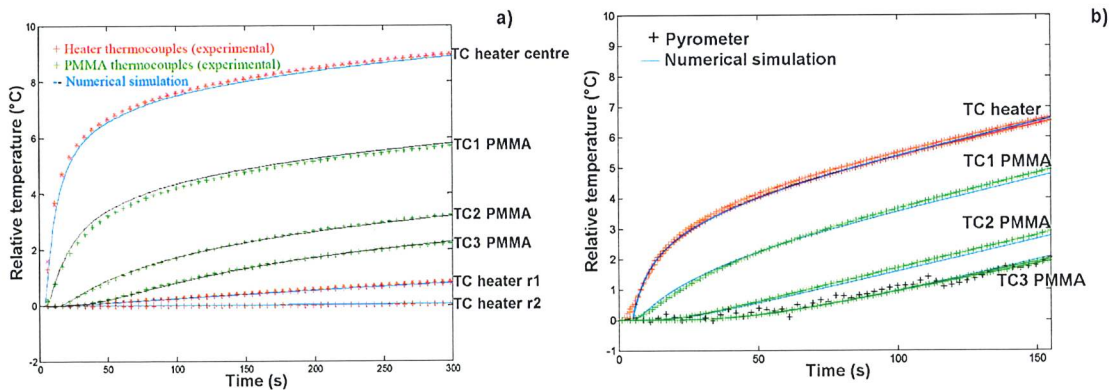 a)
10
8
6
4
2
0
-2
Relative temperature (°C)
Heater thermocouples (experimental)
PMMA thermocouples (experimental)
Numerical simulation
TC heater centre
TC1 PMMA
TC2 PMMA
TC3 PMMA
TC heater r1
TC heater r2
0 50 100 150 200 250 300
Time (s)
b)
10
9
8
7
6
5
4
3
2
1
0
-1
Relative temperature (°C)
Pyrometer
Numerical simulation
TC heater
TC1 PMMA
TC2 PMMA
TC3 PMMA
0 50 100 150
Time (s)